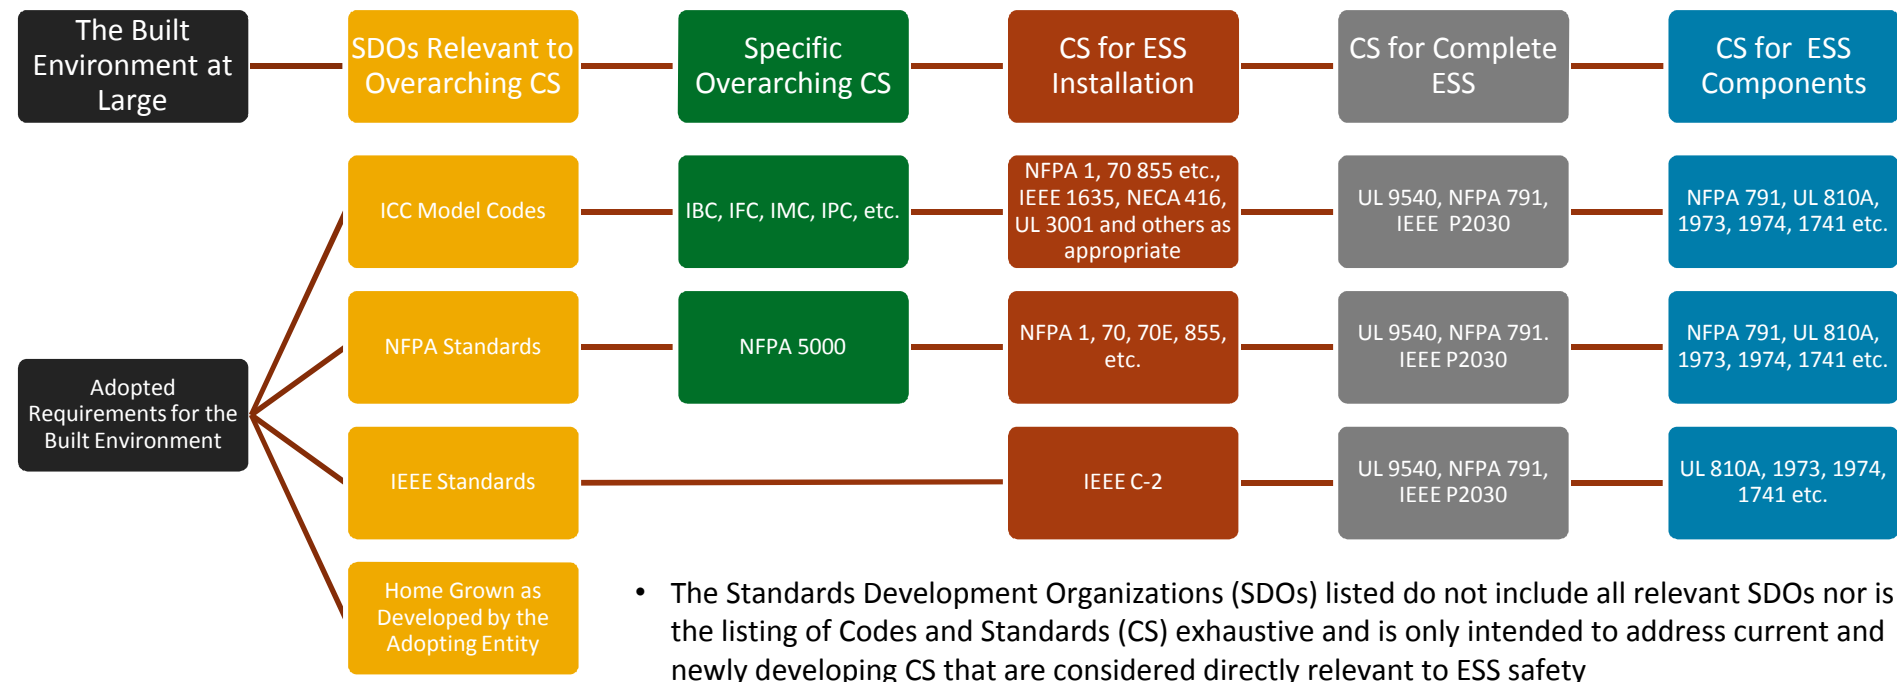 The Built
Environment at
Large
SDOs Relevant to
Overarching CS
Specific
Overarching CS
CS for ESS
Installation
CS for Complete
ESS
CS for ESS
Components
ICC Model Codes
IBC, IFC, IMC, IPC, etc.
NFPA 1, 70 855 etc.,
IEEE 1635, NECA 416,
UL 3001 and others as
appropriate
UL 9540, NFPA 791,
IEEE P2030
NFPA 791, UL 810A,
1973, 1974, 1741 etc.
Adopted
Requirements for the
Built Environment
NFPA Standards
NFPA 5000
NFPA 1, 70, 70E, 855,
etc.
UL 9540, NFPA 791.
IEEE P2030
NFPA 791, UL 810A,
1973, 1974, 1741 etc.
IEEE Standards
IEEE C-2
UL 9540, NFPA 791,
IEEE P2030
UL 810A, 1973, 1974,
1741 etc.
Home Grown as
Developed by the
Adopting Entity
• The Standards Development Organizations (SDOs) listed do not include all relevant SDOs nor is
the listing of Codes and Standards (CS) exhaustive and is only intended to address current and
newly developing CS that are considered directly relevant to ESS safety